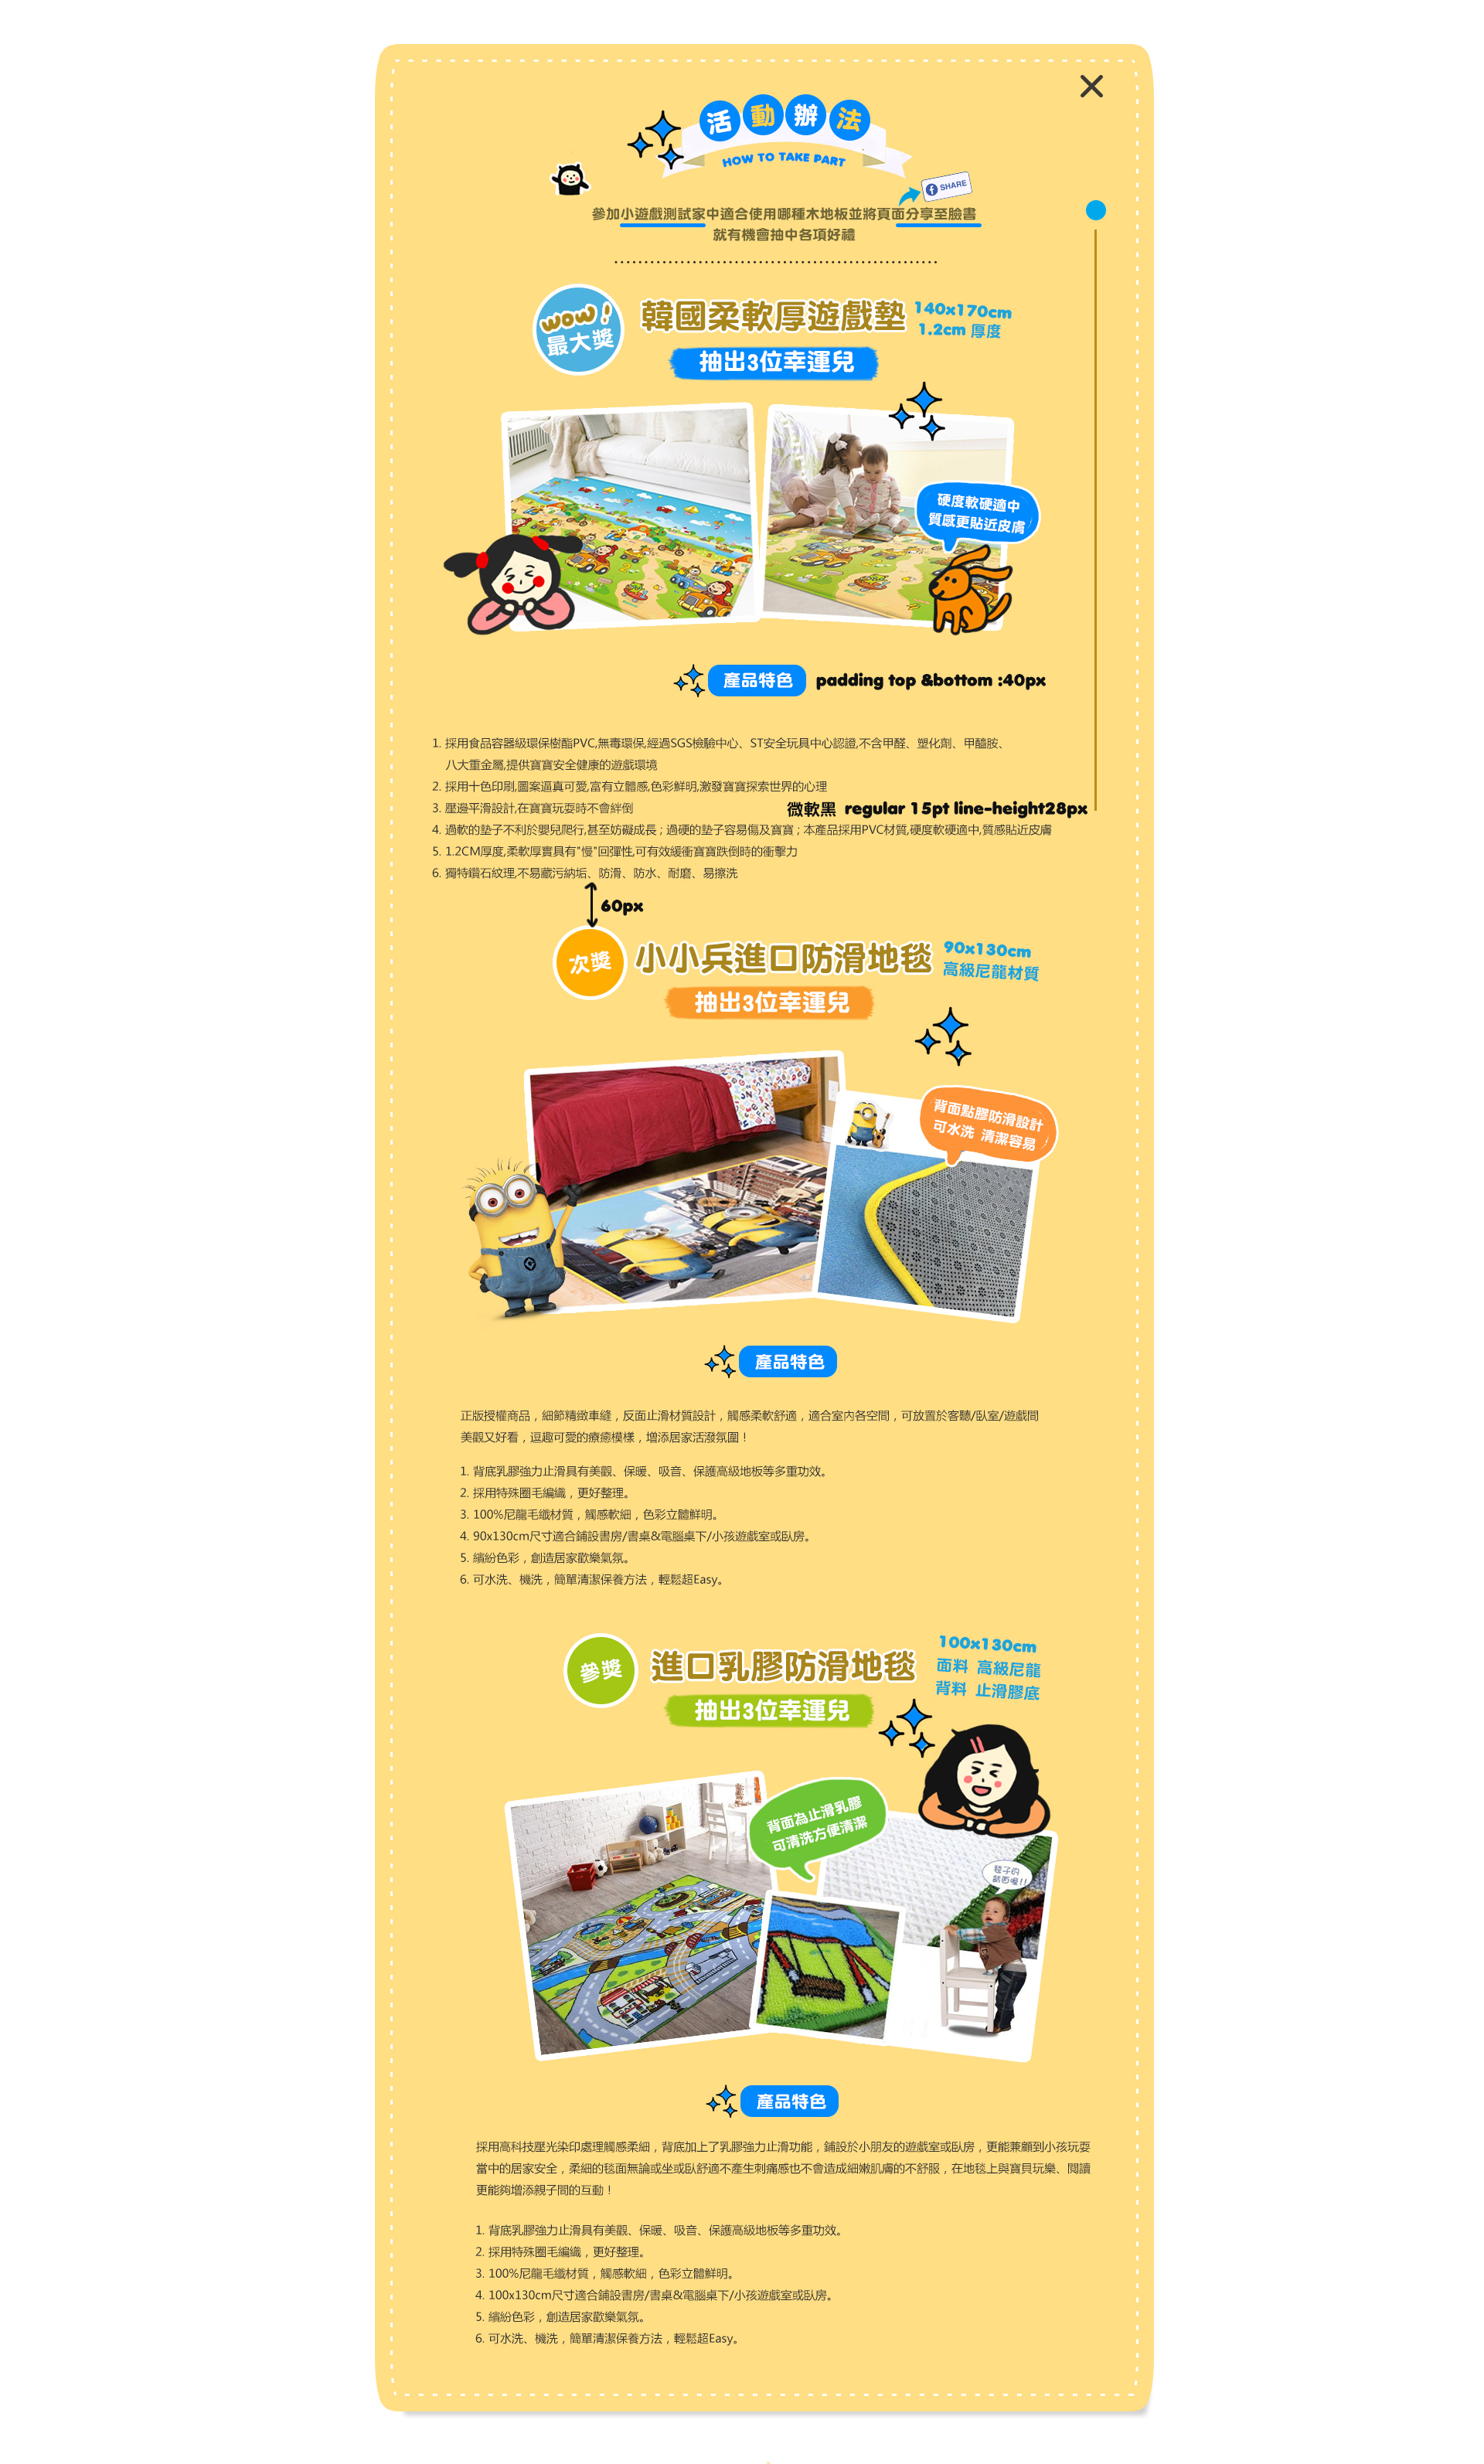 活動辦法
HOW TO TAKE PART
f SHARE
參加小遊戲測試家中適合使用哪種木地板並將頁面分享至臉書
就有機會抽中各項好禮
wow!
最大獎
韓國柔軟厚遊戲墊
140x170cm
1.2cm 厚度
抽出3位幸運兒
硬度軟硬適中
質感更貼近皮膚
產品特色
padding top &bottom :40px
1. 採用食品容器級環保樹酯PVC,無毒環保,經過SGS檢驗中心、ST安全玩具中心認證,不含甲醛、塑化劑、甲醯胺、
八大重金屬,提供寶寶安全健康的遊戲環境
2. 採用十色印刷,圖案逼真可愛,富有立體感,色彩鮮明,激發寶寶探索世界的心理
3. 壓邊平滑設計,在寶寶玩耍時不會絆倒
微軟黑 regular 15pt line-height28px
4. 過軟的墊子不利於嬰兒爬行,甚至妨礙成長；過硬的墊子容易傷及寶寶；本產品採用PVC材質,硬度軟硬適中,質感貼近皮膚
5. 1.2CM厚度,柔軟厚實具有"慢"回彈性,可有效緩衝寶寶跌倒時的衝擊力
6. 獨特鑽石紋理,不易藏污納垢、防滑、防水、耐磨、易擦洗
60px
次獎
小小兵進口防滑地毯
90x130cm
高級尼龍材質
抽出3位幸運兒
背面點膠防滑設計
可水洗 清潔容易
產品特色
正版授權商品，細節精緻車縫，反面止滑材質設計，觸感柔軟舒適，適合室內各空間，可放置於客聽/臥室/遊戲間
美觀又好看，逗趣可愛的療癒模樣，增添居家活潑氛圍！
1. 背底乳膠強力止滑具有美觀、保暖、吸音、保護高級地板等多重功效。
2. 採用特殊圈毛編織，更好整理。
3. 100%尼龍毛纖材質，觸感軟細，色彩立體鮮明。
4. 90x130cm尺寸適合鋪設書房/書桌&電腦桌下/小孩遊戲室或臥房。
5. 繽紛色彩，創造居家歡樂氣氛。
6. 可水洗、機洗，簡單清潔保養方法，輕鬆超Easy。
參獎
進口乳膠防滑地毯
100x130cm
面料 高級尼龍
背料 止滑膠底
抽出3位幸運兒
背面為止滑乳膠
可清洗方便清潔
毯子的
產品特色
採用高科技壓光染印處理觸感柔細，背底加上了乳膠強力止滑功能，鋪設於小朋友的遊戲室或臥房，更能兼顧到小孩玩耍
當中的居家安全，柔細的毯面無論或坐或臥舒適不產生刺痛感也不會造成細嫩肌膚的不舒服，在地毯上與寶貝玩樂、閱讀
更能夠增添親子間的互動！
1. 背底乳膠強力止滑具有美觀、保暖、吸音、保護高級地板等多重功效。
2. 採用特殊圈毛編織，更好整理。
3. 100%尼龍毛纖材質，觸感軟細，色彩立體鮮明。
4. 100x130cm尺寸適合鋪設書房/書桌&電腦桌下/小孩遊戲室或臥房。
5. 繽紛色彩，創造居家歡樂氣氛。
6. 可水洗、機洗，簡單清潔保養方法，輕鬆超Easy。